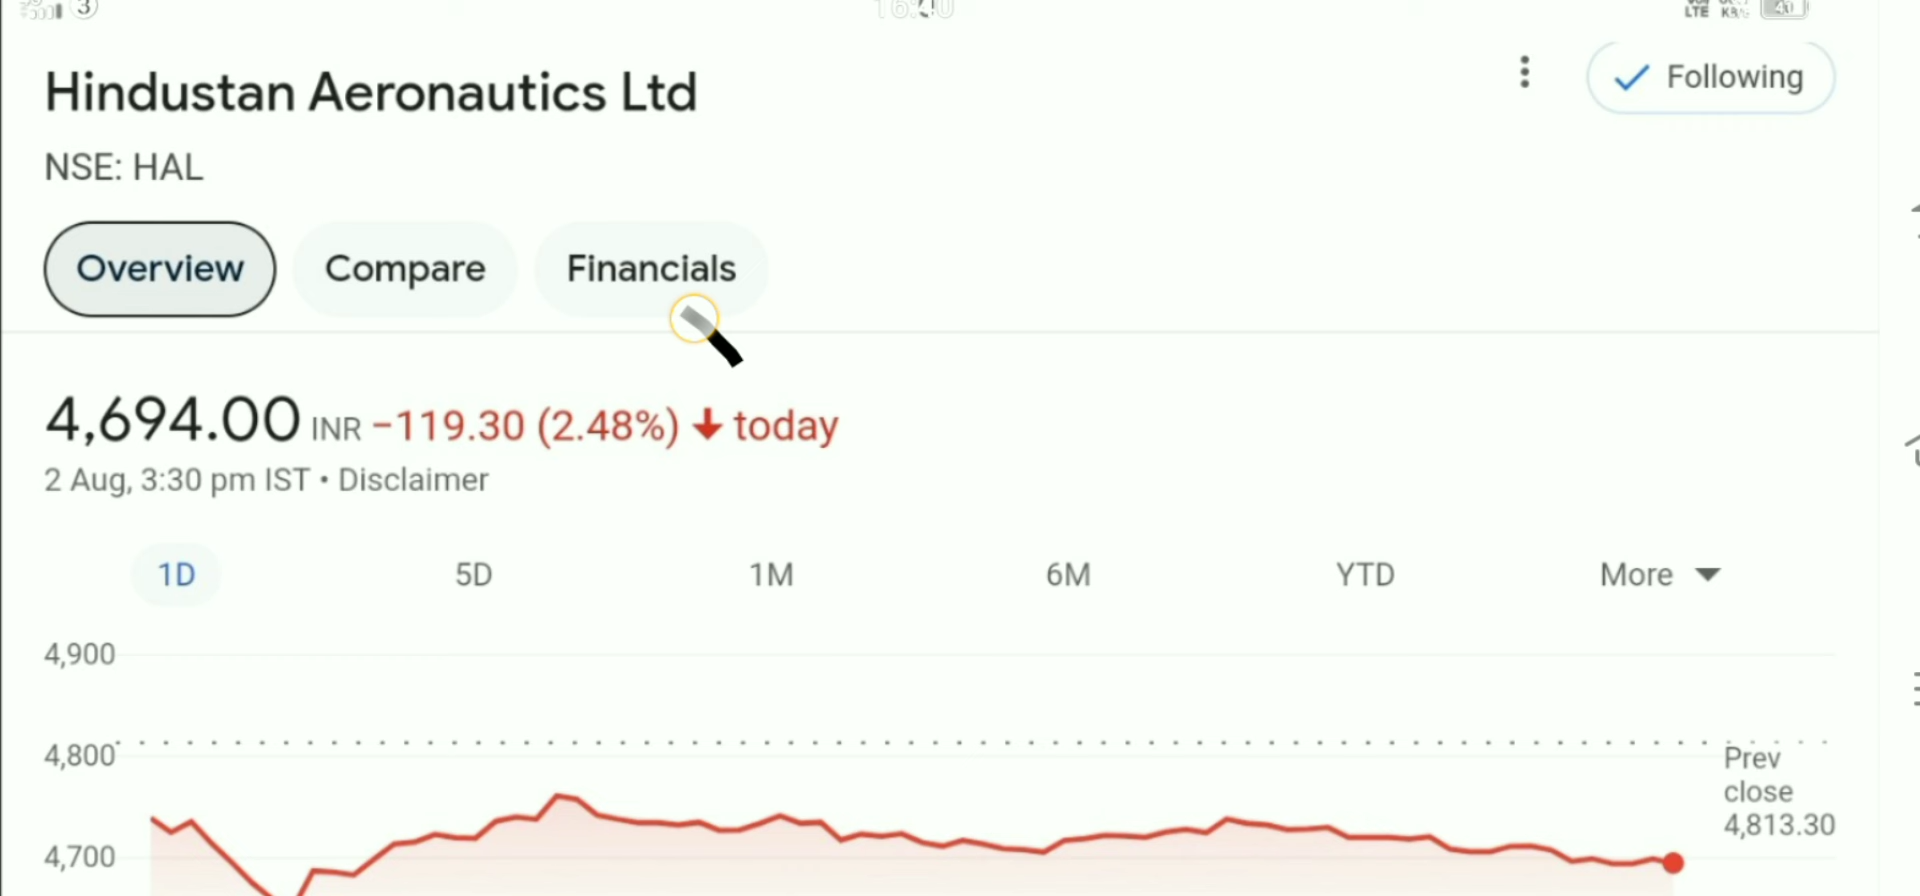 3
Hindustan Aeronautics Ltd
Following
NSE: HAL
Overview Compare Financials
4,694.00 INR −119.30 (2.48%) ↓ today
2 Aug, 3:30 pm IST • Disclaimer
1D 5D 1M 6M YTD More
4,900
4,800
Prev
close
4,813.30
4,700